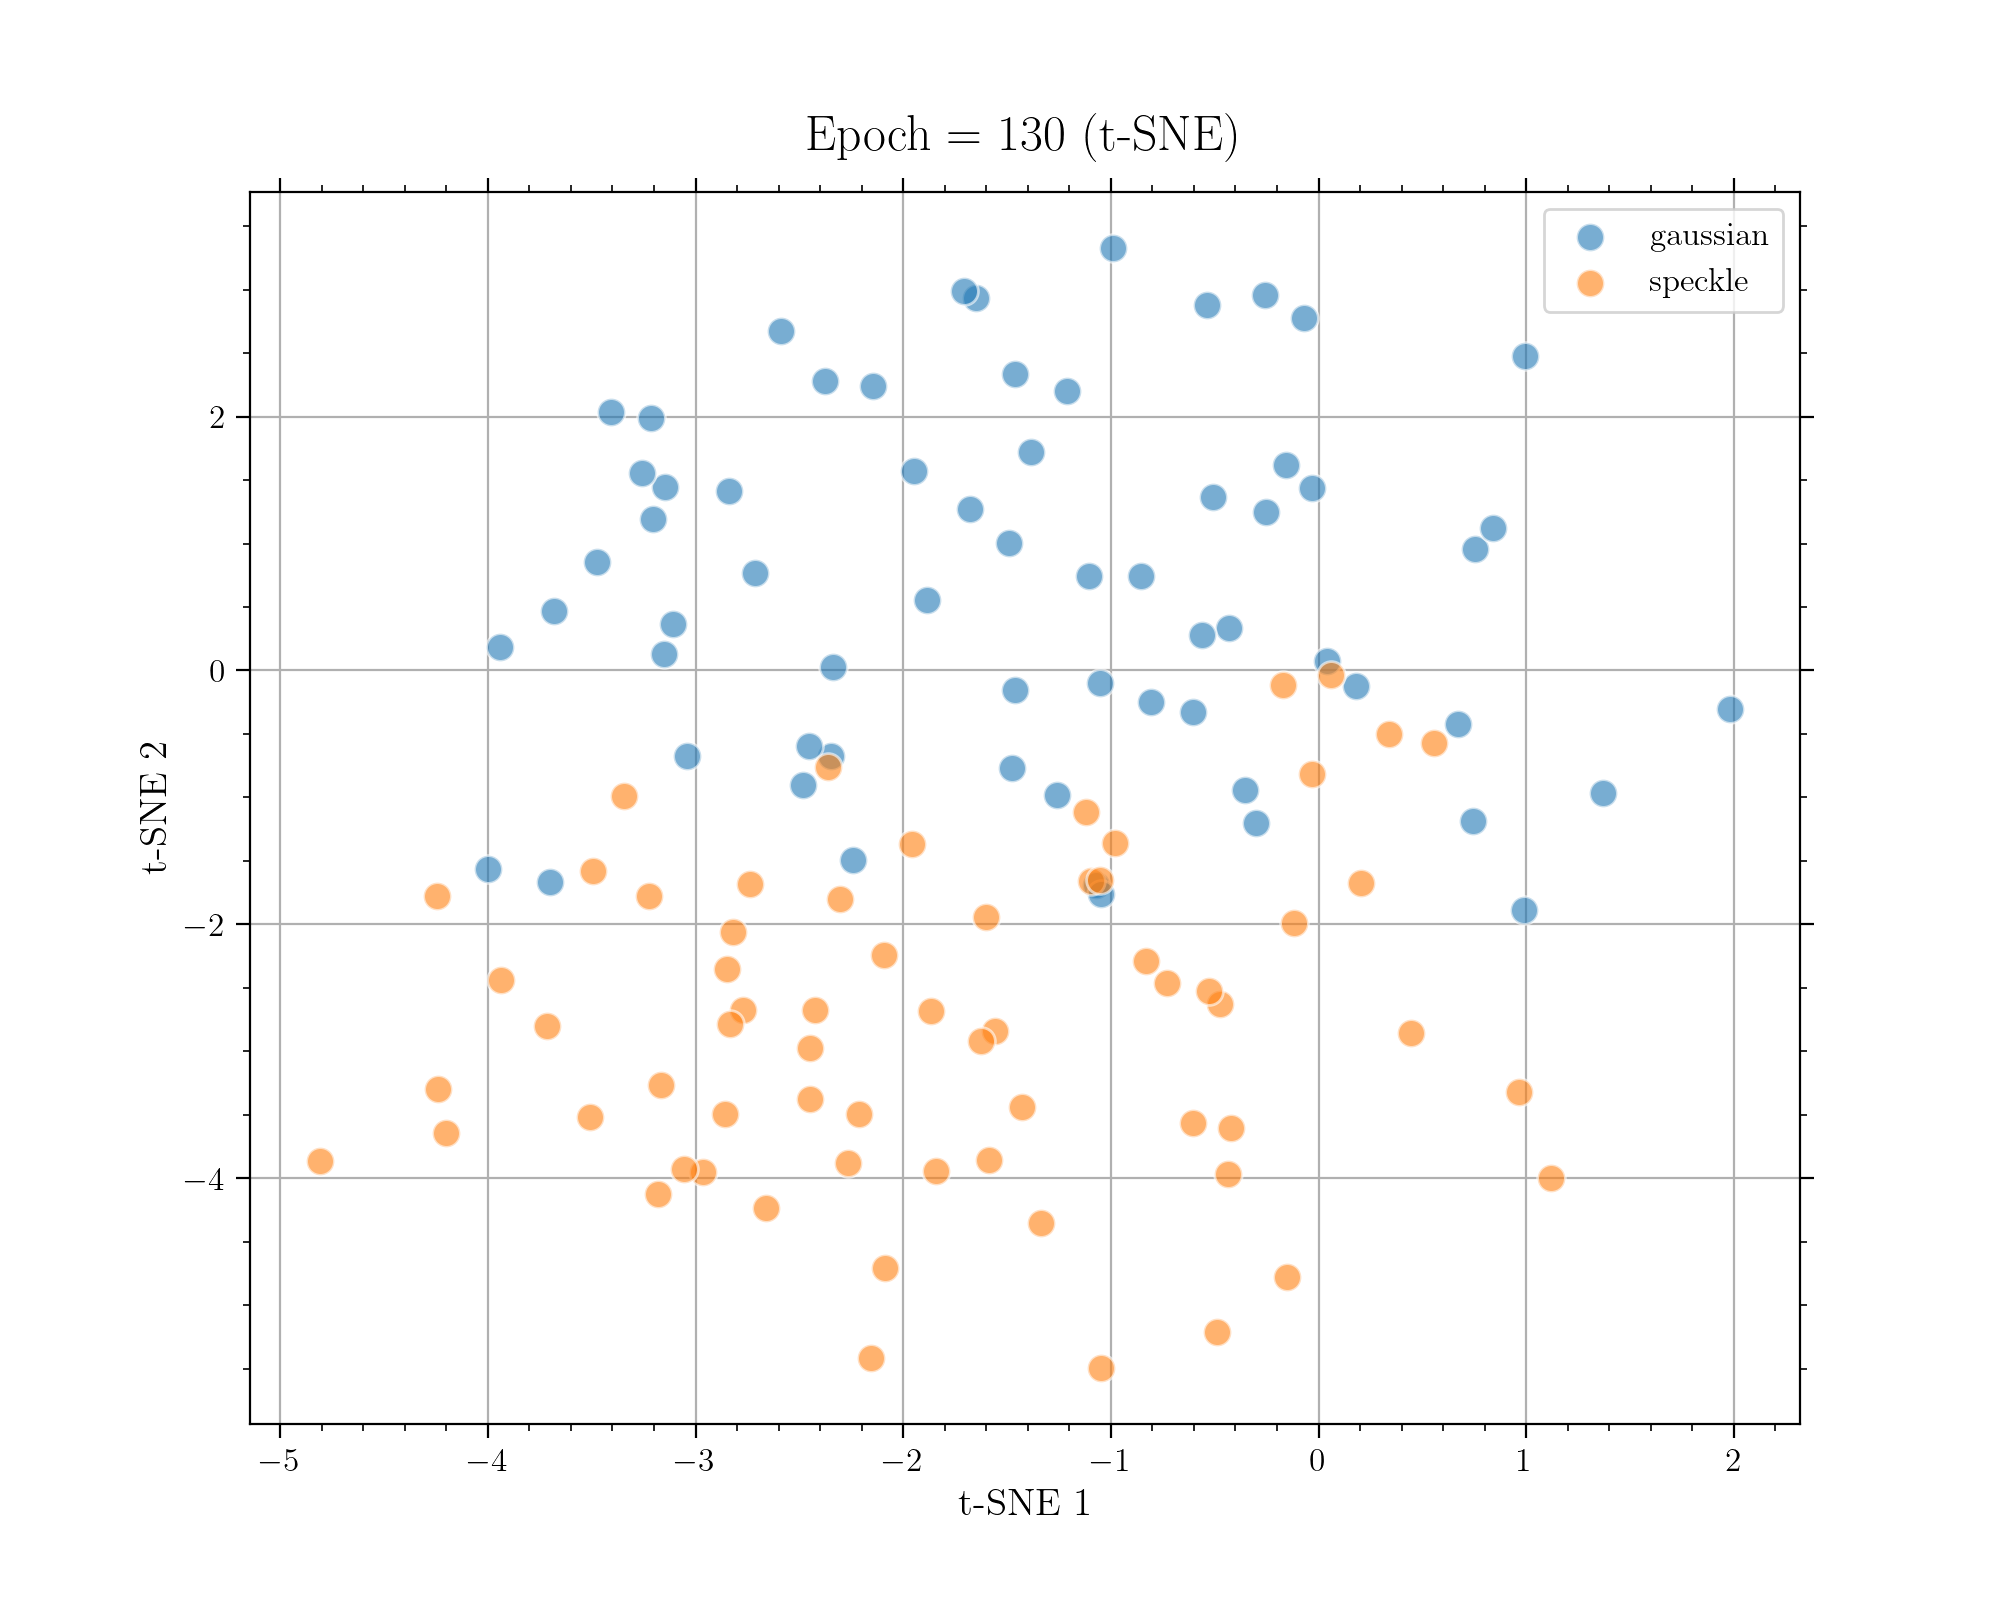 Epoch = 130 (t-SNE)
gaussian
speckle
2
0
−2
−4
t-SNE 2
−5 −4 −3 −2 −1 0 1 2
t-SNE 1